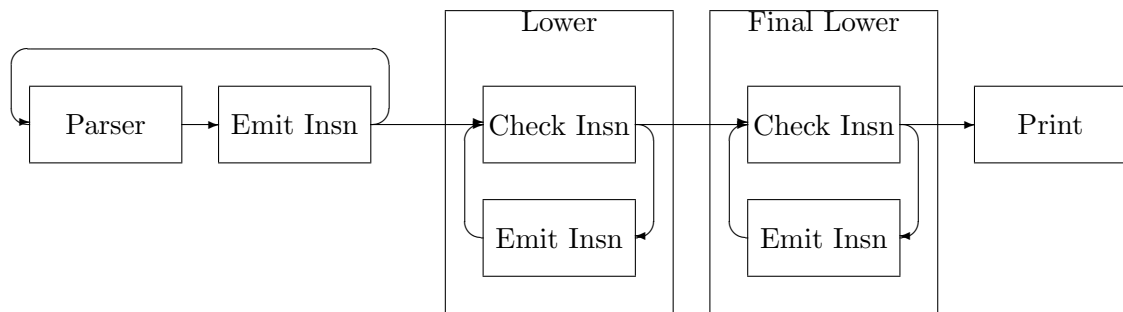 Lower
Final Lower
Parser
Emit Insn
Check Insn
Check Insn
Print
Emit Insn
Emit Insn